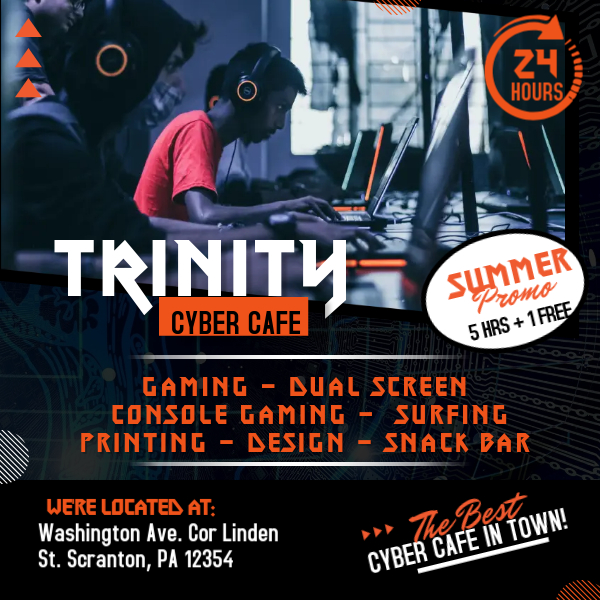 24
HOURS
TRINITY
CYBER CAFE
SUMMER
Promo
5 HRS + 1 FREE
GAMING - DUAL SCREEN
CONSOLE GAMING - SURFING
PRINTING - DESIGN - SNACK BAR
WERE LOCATED AT:
Washington Ave. Cor Linden
St. Scranton, PA 12354
The Best
CYBER CAFE IN TOWN!